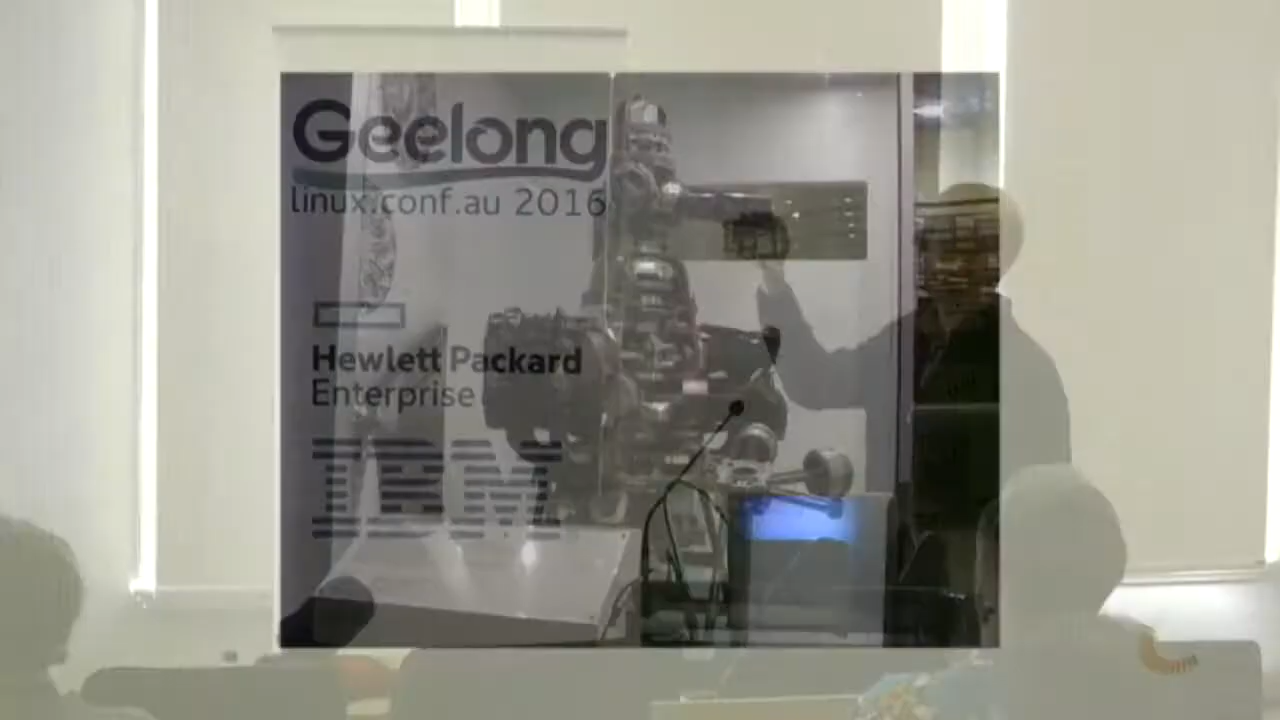 Geelong
linux.conf.au 2016
Hewlett Packard
Enterprise
IBM